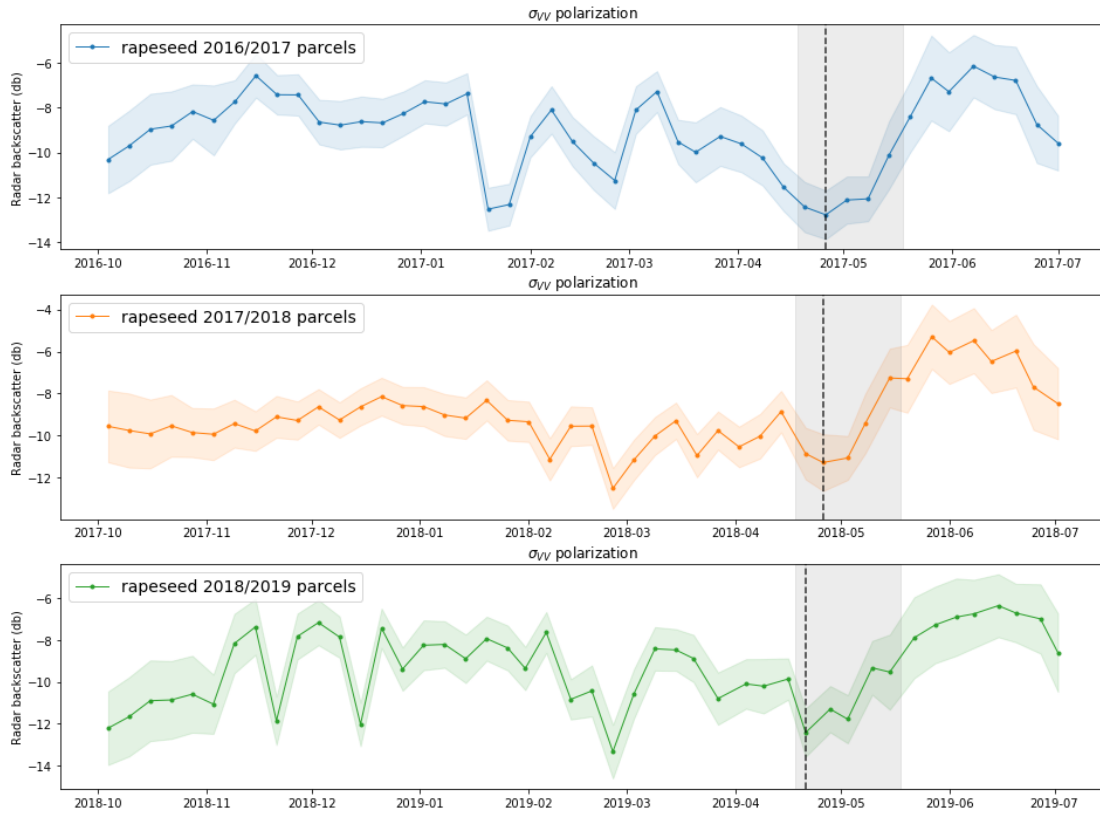 σVV polarization
rapeseed 2016/2017 parcels
Radar backscatter (db)
−6
−8
−10
−12
−14
2016-10 2016-11 2016-12 2017-01 2017-02 2017-03 2017-04 2017-05 2017-06 2017-07
σVV polarization
rapeseed 2017/2018 parcels
Radar backscatter (db)
−4
−6
−8
−10
−12
2017-10 2017-11 2017-12 2018-01 2018-02 2018-03 2018-04 2018-05 2018-06 2018-07
σVV polarization
rapeseed 2018/2019 parcels
Radar backscatter (db)
−6
−8
−10
−12
−14
2018-10 2018-11 2018-12 2019-01 2019-02 2019-03 2019-04 2019-05 2019-06 2019-07